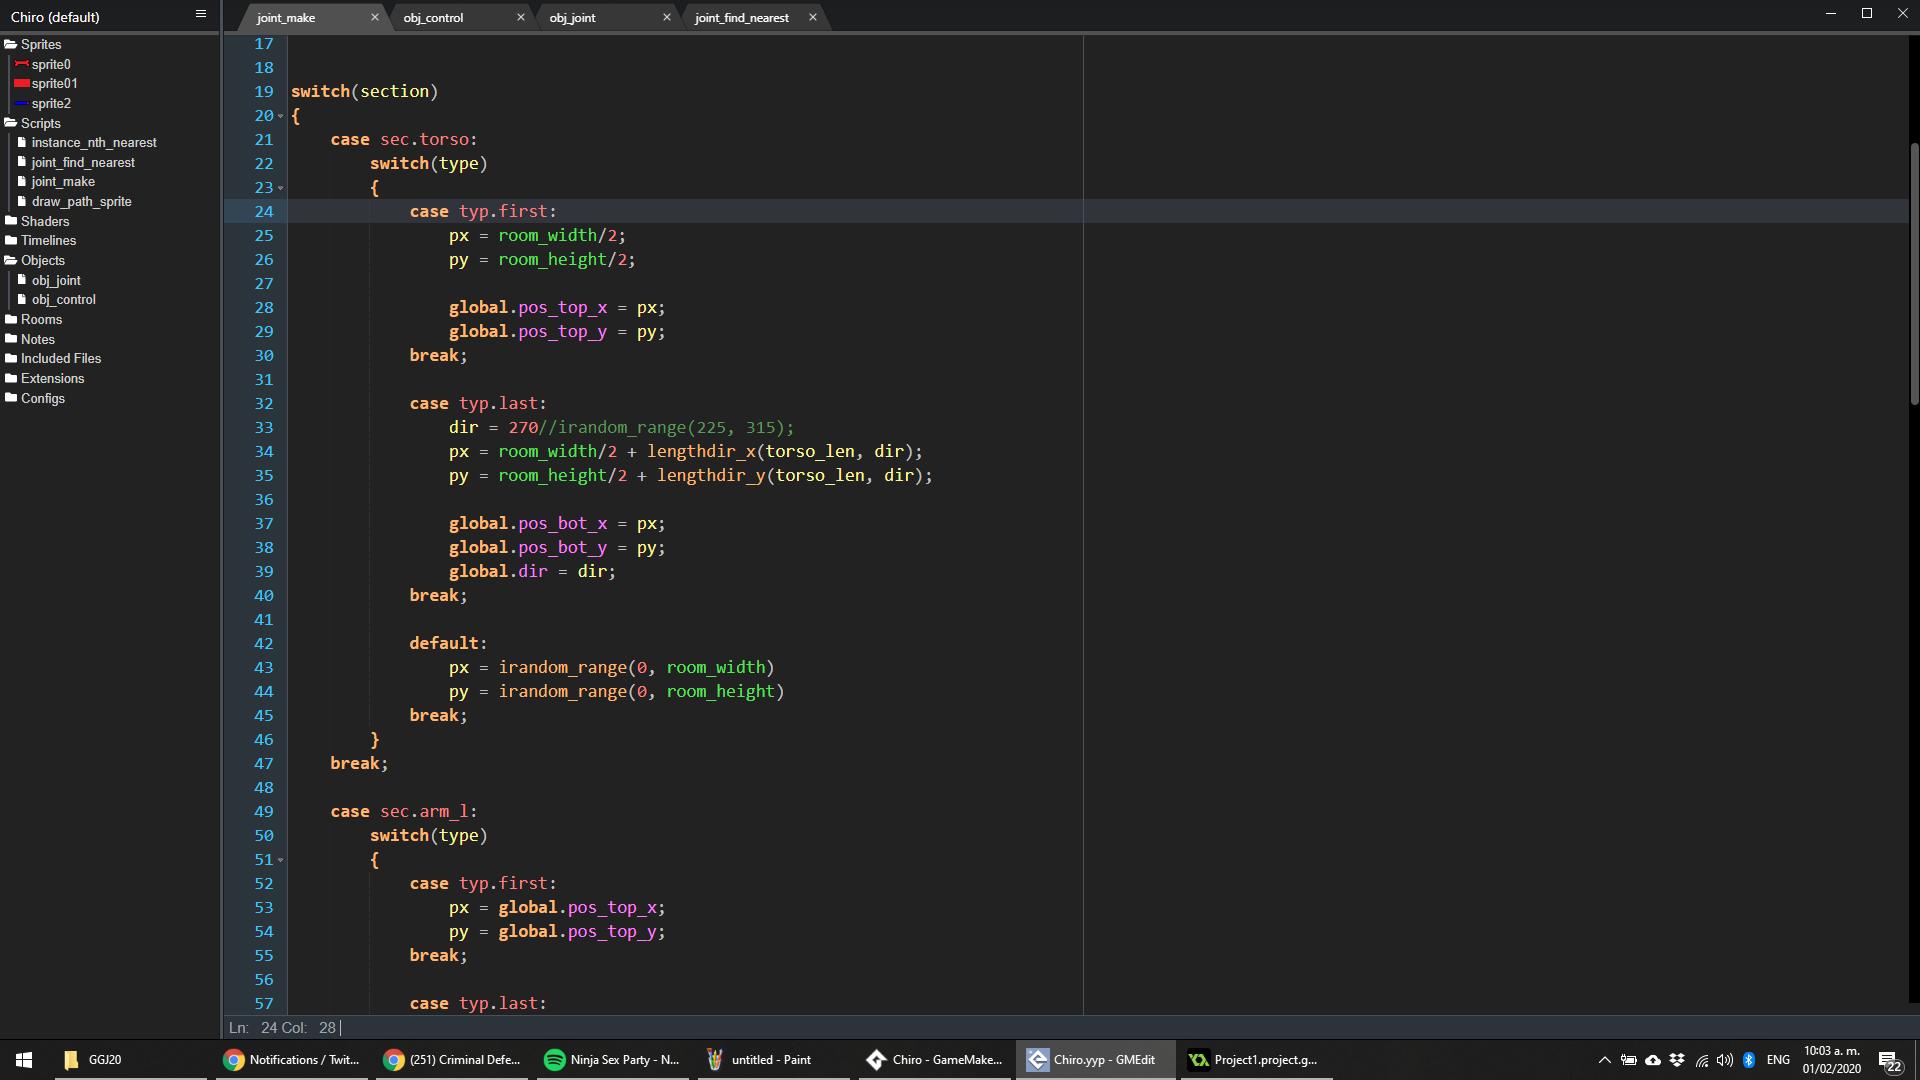 Chiro (default)
joint_make
obj_control
obj_joint
joint_find_nearest
Sprites
sprite0
sprite01
sprite2
Scripts
instance_nth_nearest
joint_find_nearest
joint_make
draw_path_sprite
Shaders
Timelines
Objects
obj_joint
obj_control
Rooms
Notes
Included Files
Extensions
Configs
17
18
19 switch(section)
20 {
21 case sec.torso:
22 switch(type)
23 {
24 case typ.first:
25 px = room_width/2;
26 py = room_height/2;
27
28 global.pos_top_x = px;
29 global.pos_top_y = py;
30 break;
31
32 case typ.last:
33 dir = 270//irandom_range(225, 315);
34 px = room_width/2 + lengthdir_x(torso_len, dir);
35 py = room_height/2 + lengthdir_y(torso_len, dir);
36
37 global.pos_bot_x = px;
38 global.pos_bot_y = py;
39 global.dir = dir;
40 break;
41
42 default:
43 px = irandom_range(0, room_width)
44 py = irandom_range(0, room_height)
45 break;
46 }
47 break;
48
49 case sec.arm_l:
50 switch(type)
51 {
52 case typ.first:
53 px = global.pos_top_x;
54 py = global.pos_top_y;
55 break;
56
57 case typ.last:
Ln: 24 Col: 28
GGJ20
Notifications / Twit...
(251) Criminal Defe...
Ninja Sex Party - N...
untitled - Paint
Chiro - GameMake...
Chiro.yyp - GMEdit
Project1.project.g...
ENG
10:03 a. m.
01/02/2020
22